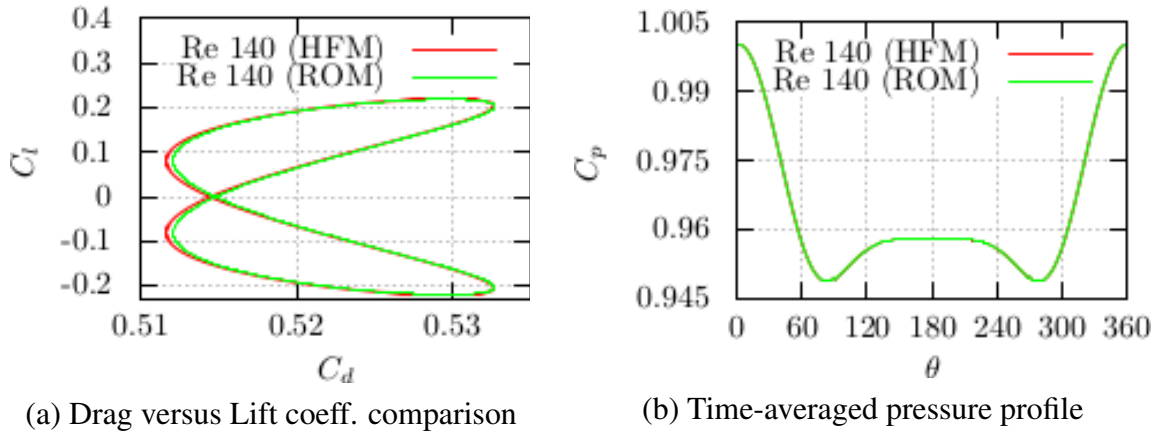 0.4
0.3
0.2
0.1
0
-0.1
-0.2
C_l
Re 140 (HFM)
Re 140 (ROM)
0.51
0.52
0.53
C_d
(a) Drag versus Lift coeff. comparison
1.005
0.99
0.975
0.96
0.945
C_p
Re 140 (HFM)
Re 140 (ROM)
0 60 120 180 240 300 360
θ
(b) Time-averaged pressure profile